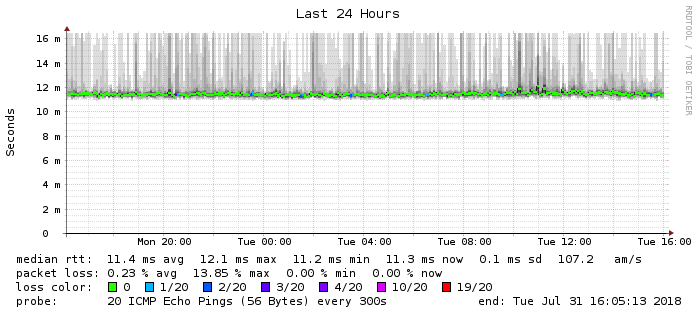 Last 24 Hours
RRDTOOL / TOBI OETIKER
Seconds
16 m
14 m
12 m
10 m
8 m
6 m
4 m
2 m
0
Mon 20:00 Tue 00:00 Tue 04:00 Tue 08:00 Tue 12:00 Tue 16:00
median rtt: 11.4 ms avg 12.1 ms max 11.2 ms min 11.3 ms now 0.1 ms sd 107.2 am/s
packet loss: 0.23 % avg 13.85 % max 0.00 % min 0.00 % now
loss color: 0 1/20 2/20 3/20 4/20 10/20 19/20
probe: 20 ICMP Echo Pings (56 Bytes) every 300s end: Tue Jul 31 16:05:13 2018